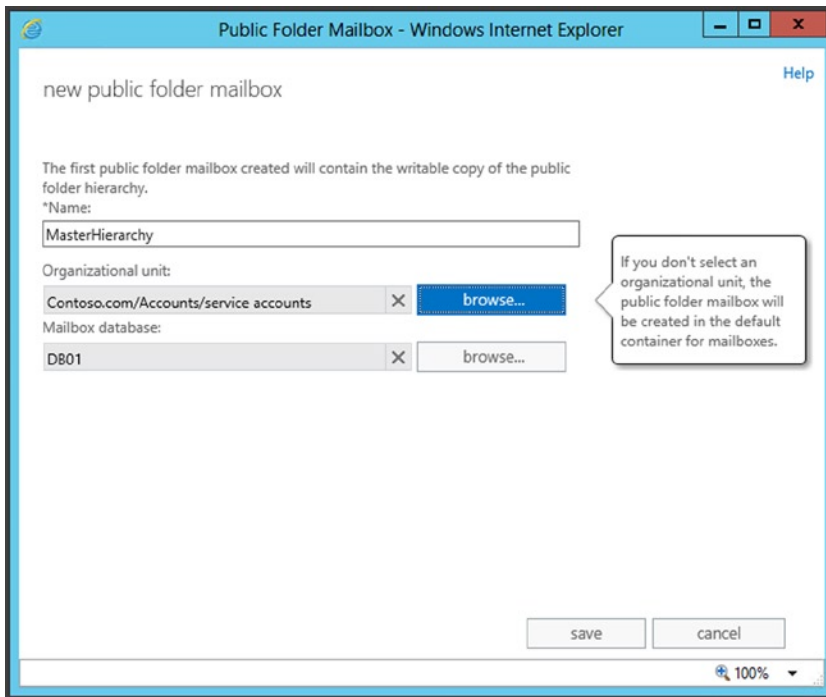 Public Folder Mailbox - Windows Internet Explorer
Help
new public folder mailbox
The first public folder mailbox created will contain the writable copy of the public
folder hierarchy.
*Name:
MasterHierarchy
Organizational unit:
Contoso.com/Accounts/service accounts
browse...
If you don't select an
organizational unit, the
public folder mailbox will
be created in the default
container for mailboxes.
Mailbox database:
DB01
browse...
save
cancel
100%